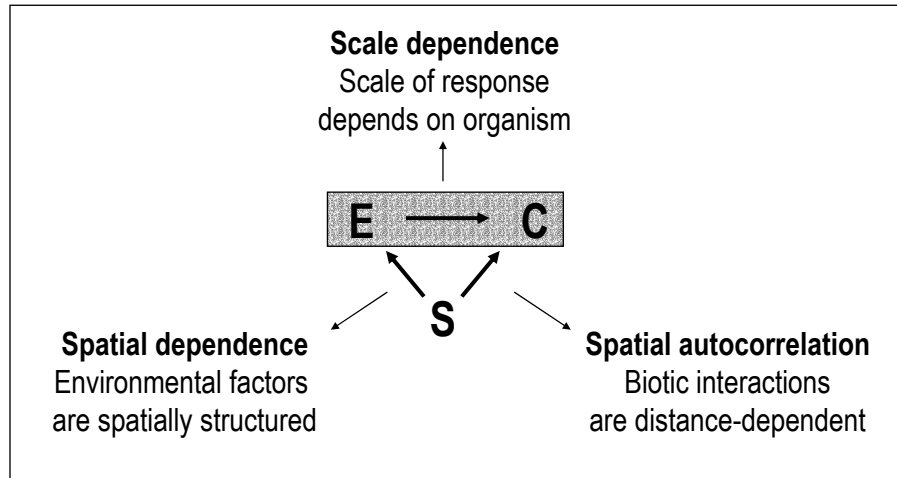 Scale dependence
Scale of response
depends on organism
E C
S
Spatial dependence
Environmental factors
are spatially structured
Spatial autocorrelation
Biotic interactions
are distance-dependent